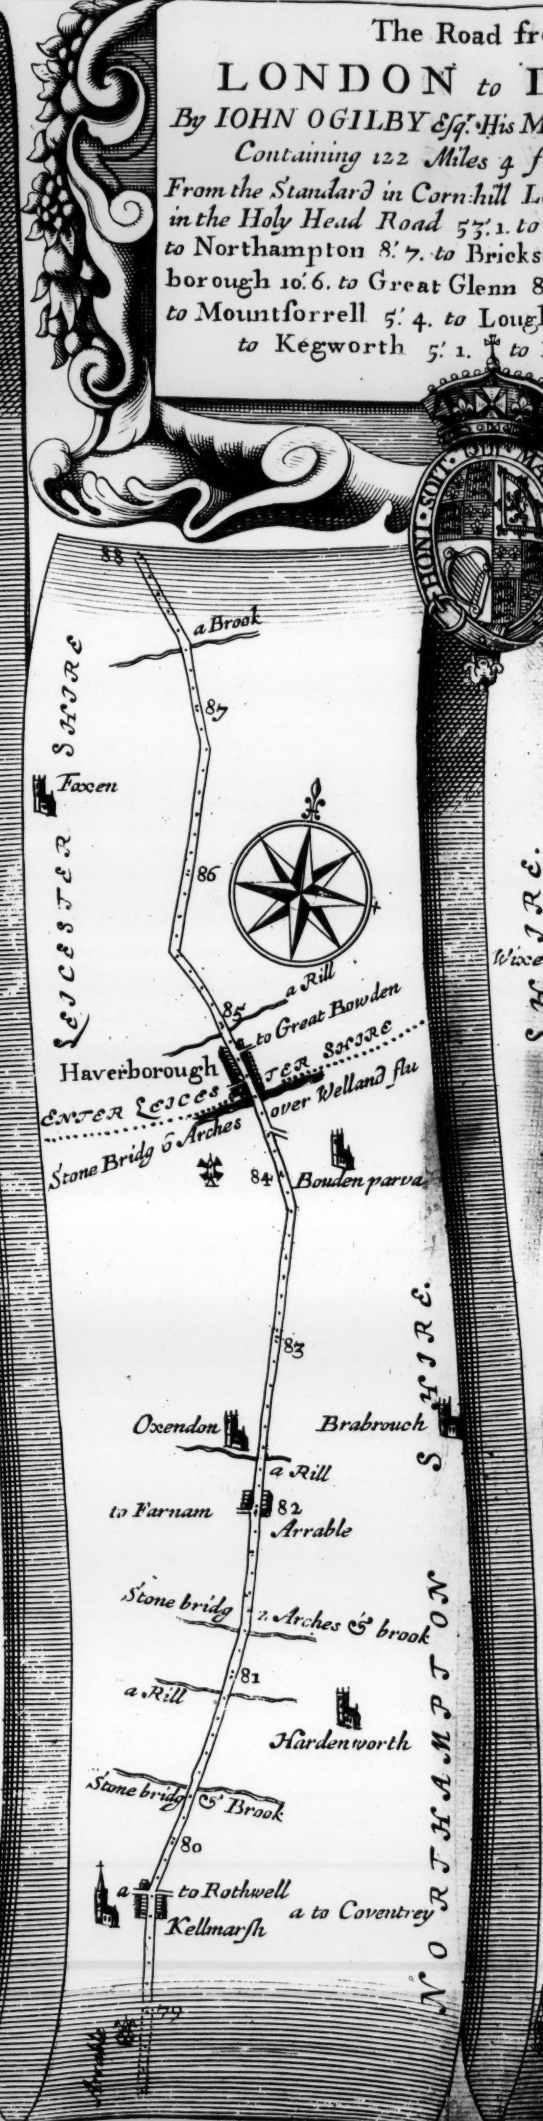 The Road fr
LONDON to
By IOHN OGILBY Esqr. His M
Containing 122 Miles 4 f
From the Standard in Corn-hill L
in the Holy Head Road 53'.1. to
to Northampton 8'.7. to Bricks
borough 10'.6. to Great Glenn 8
to Mountsorrell 5'.4. to Lough
to Kegworth 5'.1. to
HONI · SOIT · QUI · MA
88
a Brook
87
LEICESTER SHIRE
Foxen
86
85
a Rill
to Great Bowden
Haverborough
ENTER LEICESTER SHIRE
Stone Bridg 6 Arches over Welland flu
84
Bouden parva
83
Oxendon
Brabrouch
a Rill
to Farnam
82
Arrable
Stone bridg 2 Arches & brook
81
a Rill
Hardenworth
Stone bridg & Brook
80
a
to Rothwell
a to Coventrey
Kellmarsh
79
Arrable
NORTHAMPTON SHIRE.
SHIRE.
Wixe